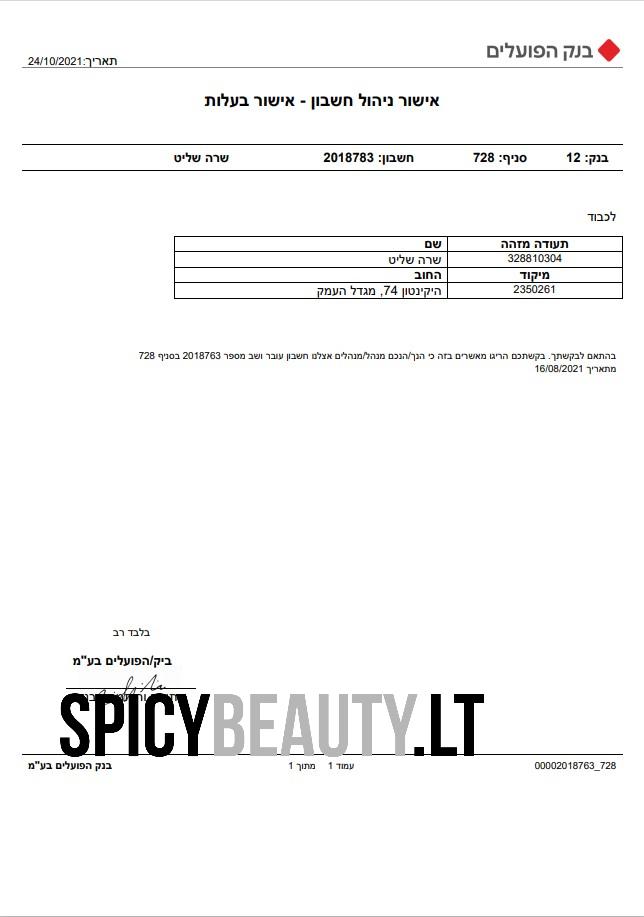 בנק הפועלים
תאריך:24/10/2021
אישור ניהול חשבון - אישור בעלות
בנק: 12 סניף: 728 חשבון: 2018783 שרה שליט
לכבוד
תעודה מזהה שם
328810304 שרה שליט
מיקוד החוב
2350261 היקינטון 74, מגדל העמק
בהתאם לבקשתך. בקשתכם הריגו מאשרים בזה כי הנך/הנכם מנהל/מנהלים אצלנו חשבון עובר ושב מספר 2018763 בסניף 728
מתאריך 16/08/2021
בלבד רב
ביק/הפועלים בע"מ
SPICYBEAUTY.LT
00002018763_728 עמוד 1 מתוך 1 בנק הפועלים בע"מ